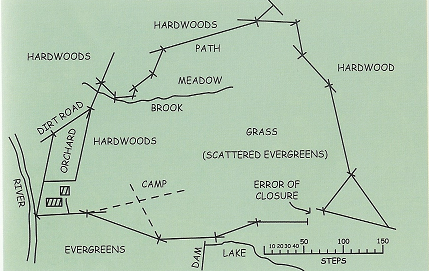 HARDWOODS
PATH
HARDWOODS
HARDWOOD
MEADOW
BROOK
DIRT ROAD
ORCHARD
HARDWOODS
GRASS
(SCATTERED EVERGREENS)
CAMP
ERROR OF
CLOSURE
RIVER
EVERGREENS
DAM
LAKE
10 20 30 40 50 100 150
STEPS